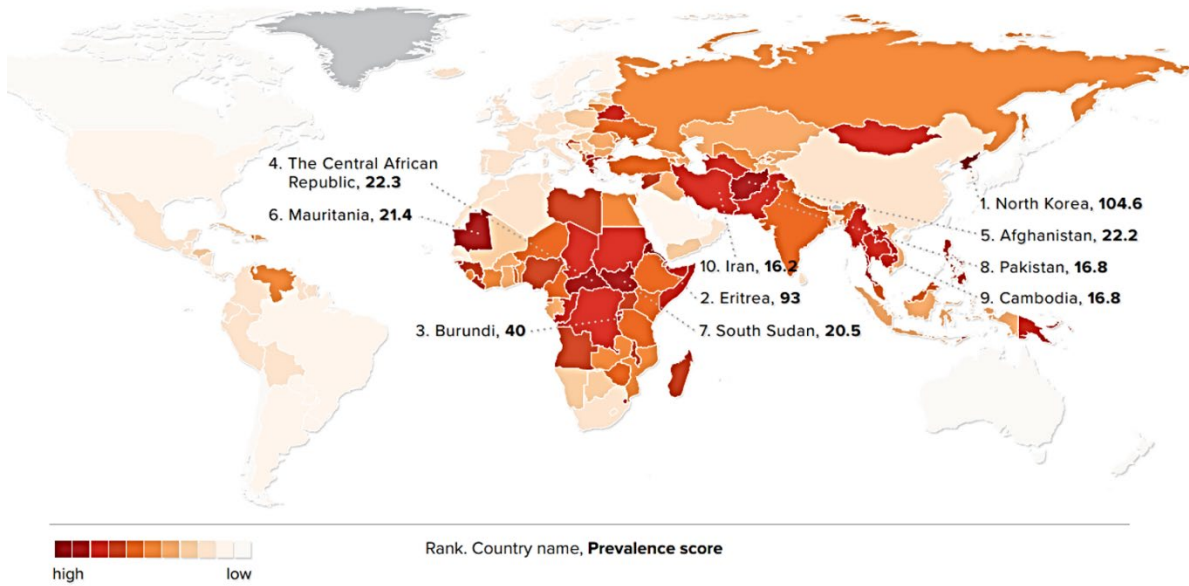 4. The Central African
Republic, 22.3
6. Mauritania, 21.4
3. Burundi, 40
10. Iran, 16.2
2. Eritrea, 93
7. South Sudan, 20.5
1. North Korea, 104.6
5. Afghanistan, 22.2
8. Pakistan, 16.8
9. Cambodia, 16.8
high
low
Rank. Country name, Prevalence score